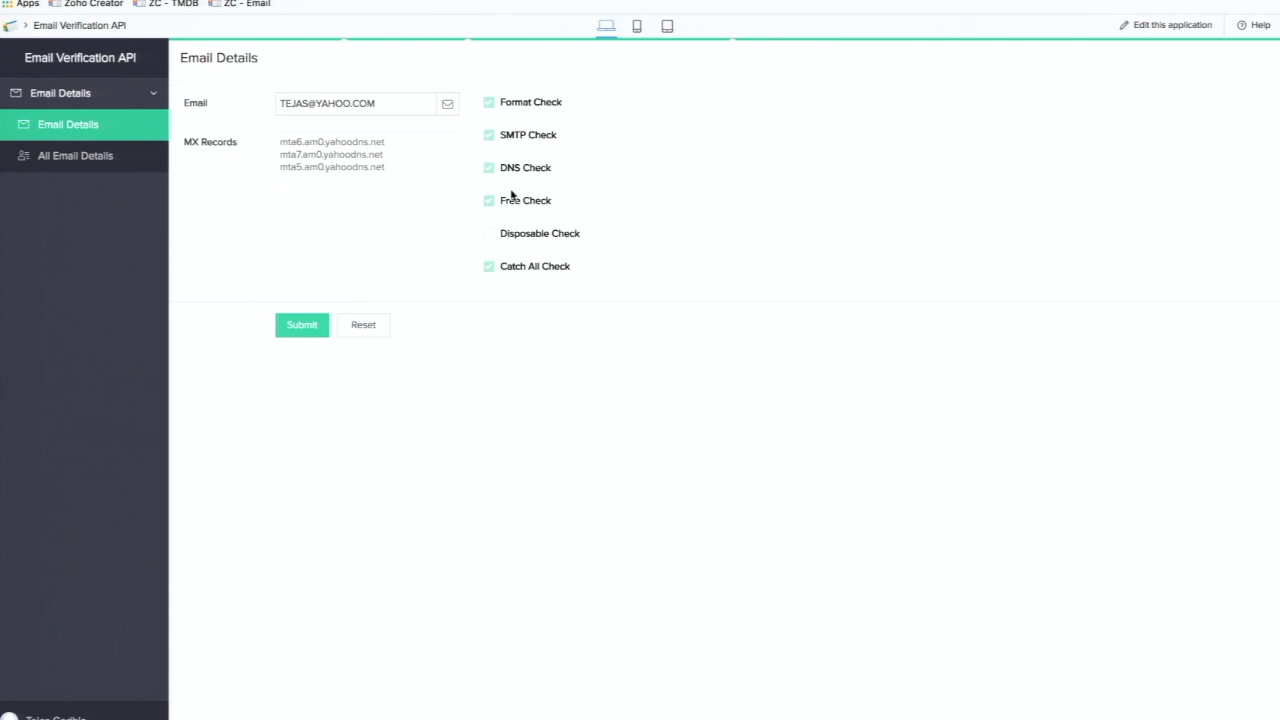 Apps Zoho Creator ZC - TMDB ZC - Email
> Email Verification API
Edit this application
Help
Email Verification API
Email Details
Email Details
Email Details
All Email Details
Email
TEJAS@YAHOO.COM
MX Records
mta6.am0.yahoodns.net
mta7.am0.yahoodns.net
mta5.am0.yahoodns.net
Format Check
SMTP Check
DNS Check
Free Check
Disposable Check
Catch All Check
Submit
Reset